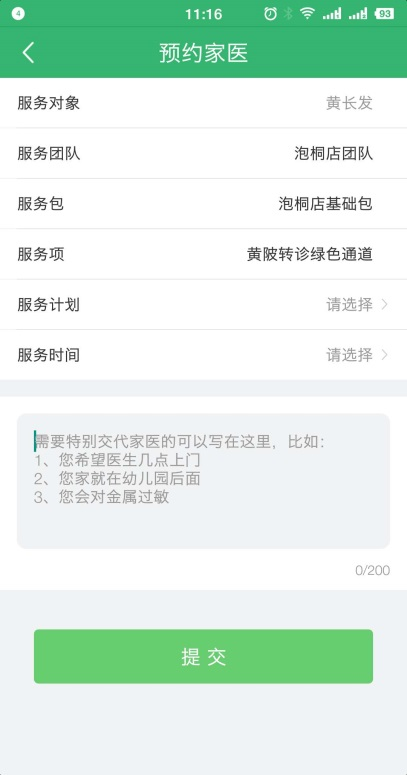 4
11:16
93
预约家医
服务对象 黄长发
服务团队 泡桐店团队
服务包 泡桐店基础包
服务项 黄陂转诊绿色通道
服务计划 请选择
服务时间 请选择
需要特别交代家医的可以写在这里，比如：
1、您希望医生几点上门
2、您家就在幼儿园后面
3、您会对金属过敏
0/200
提 交